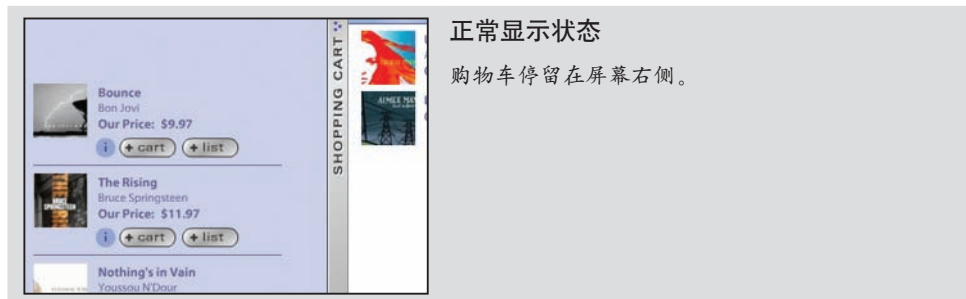 正常显示状态
购物车停留在屏幕右侧。
Bounce
Bon Jovi
Our Price: $9.97
i + cart + list
The Rising
Bruce Springsteen
Our Price: $11.97
i + cart + list
Nothing's in Vain
Youssou N'Dour
SHOPPING CART
AIMEE MAN